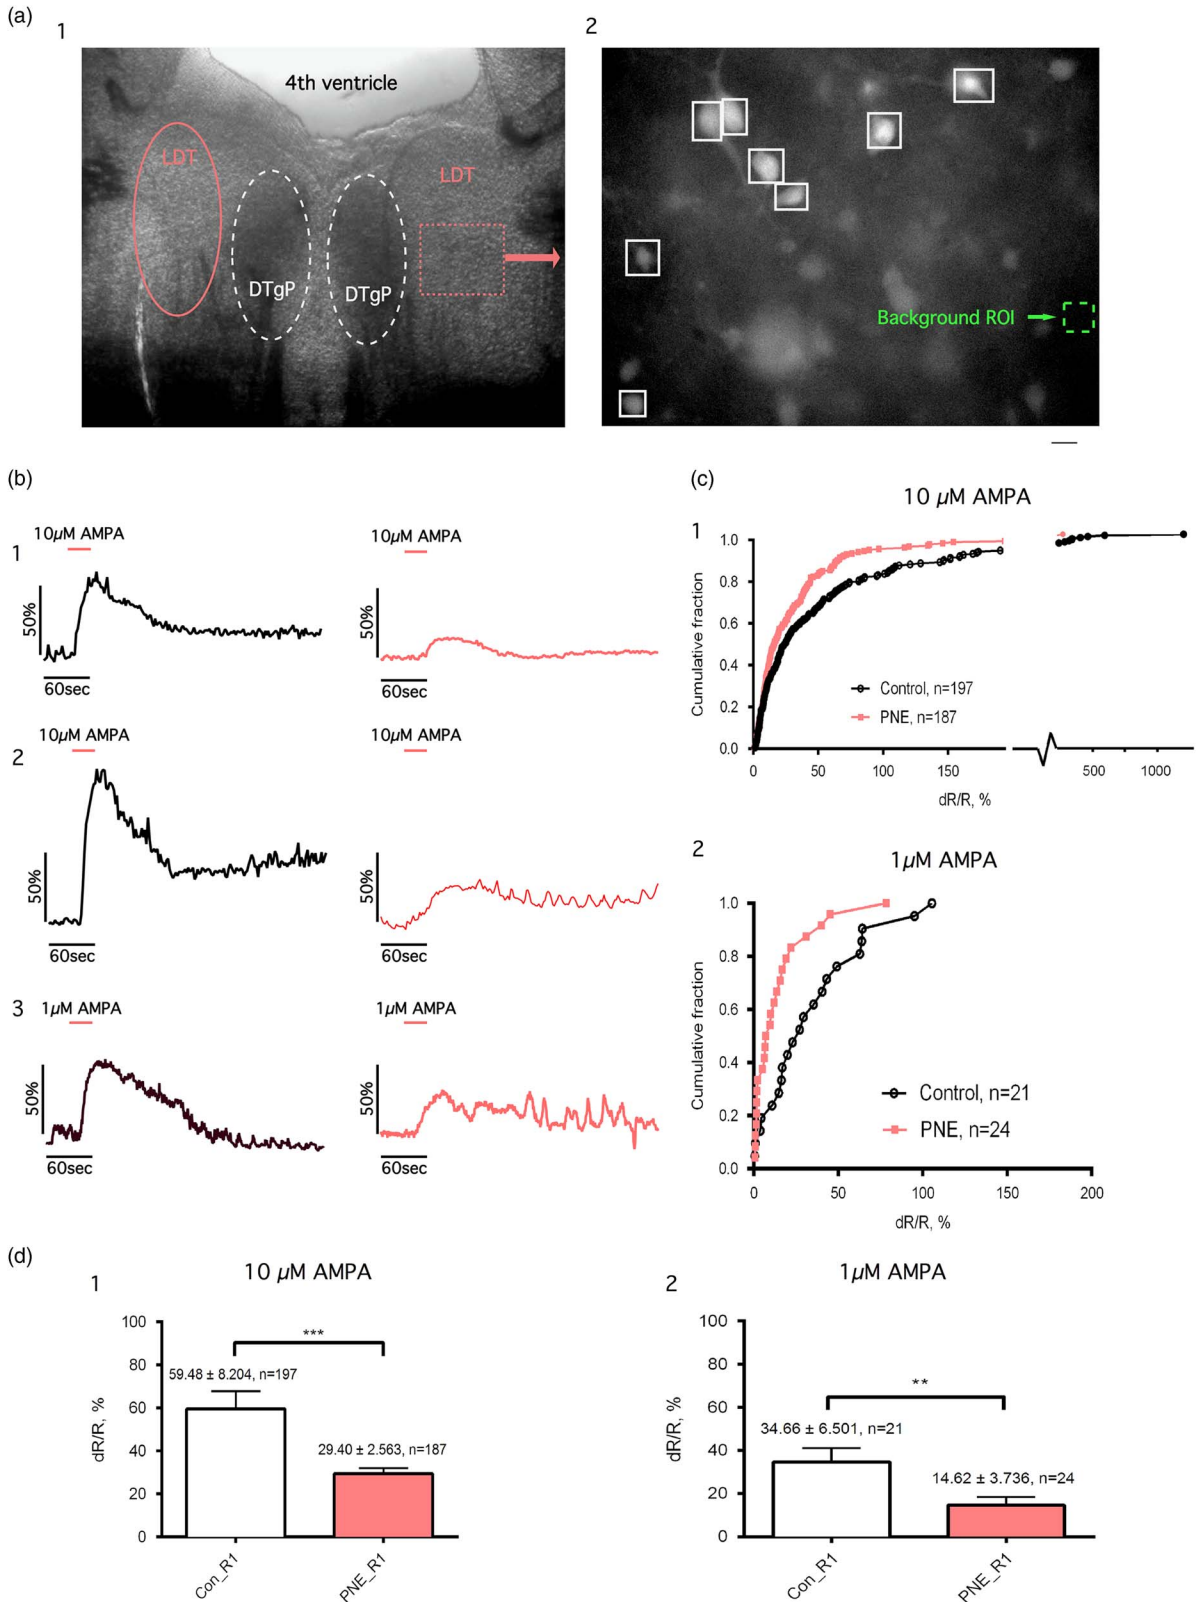 (a)
1
2
4th ventricle
LDT
LDT
DTgP
DTgP
Background ROI
(b)
1
10µM AMPA
50%
60sec
10µM AMPA
50%
60sec
2
10µM AMPA
50%
60sec
10µM AMPA
50%
60sec
3
1µM AMPA
50%
60sec
1µM AMPA
50%
60sec
(c)
10 µM AMPA
1
Cumulative fraction
1.0
0.8
0.6
0.4
0.2
0.0
Control, n=197
PNE, n=187
0 50 100 150 500 1000
dR/R, %
2
1µM AMPA
Cumulative fraction
1.0
0.8
0.6
0.4
0.2
0.0
Control, n=21
PNE, n=24
0 50 100 150 200
dR/R, %
(d)
1
10 µM AMPA
dR/R, %
100
80
60
40
20
0
***
59.48 ± 8.204, n=197
29.40 ± 2.563, n=187
Con_R1
PNE_R1
2
1µM AMPA
dR/R, %
100
80
60
40
20
0
**
34.66 ± 6.501, n=21
14.62 ± 3.736, n=24
Con_R1
PNE_R1